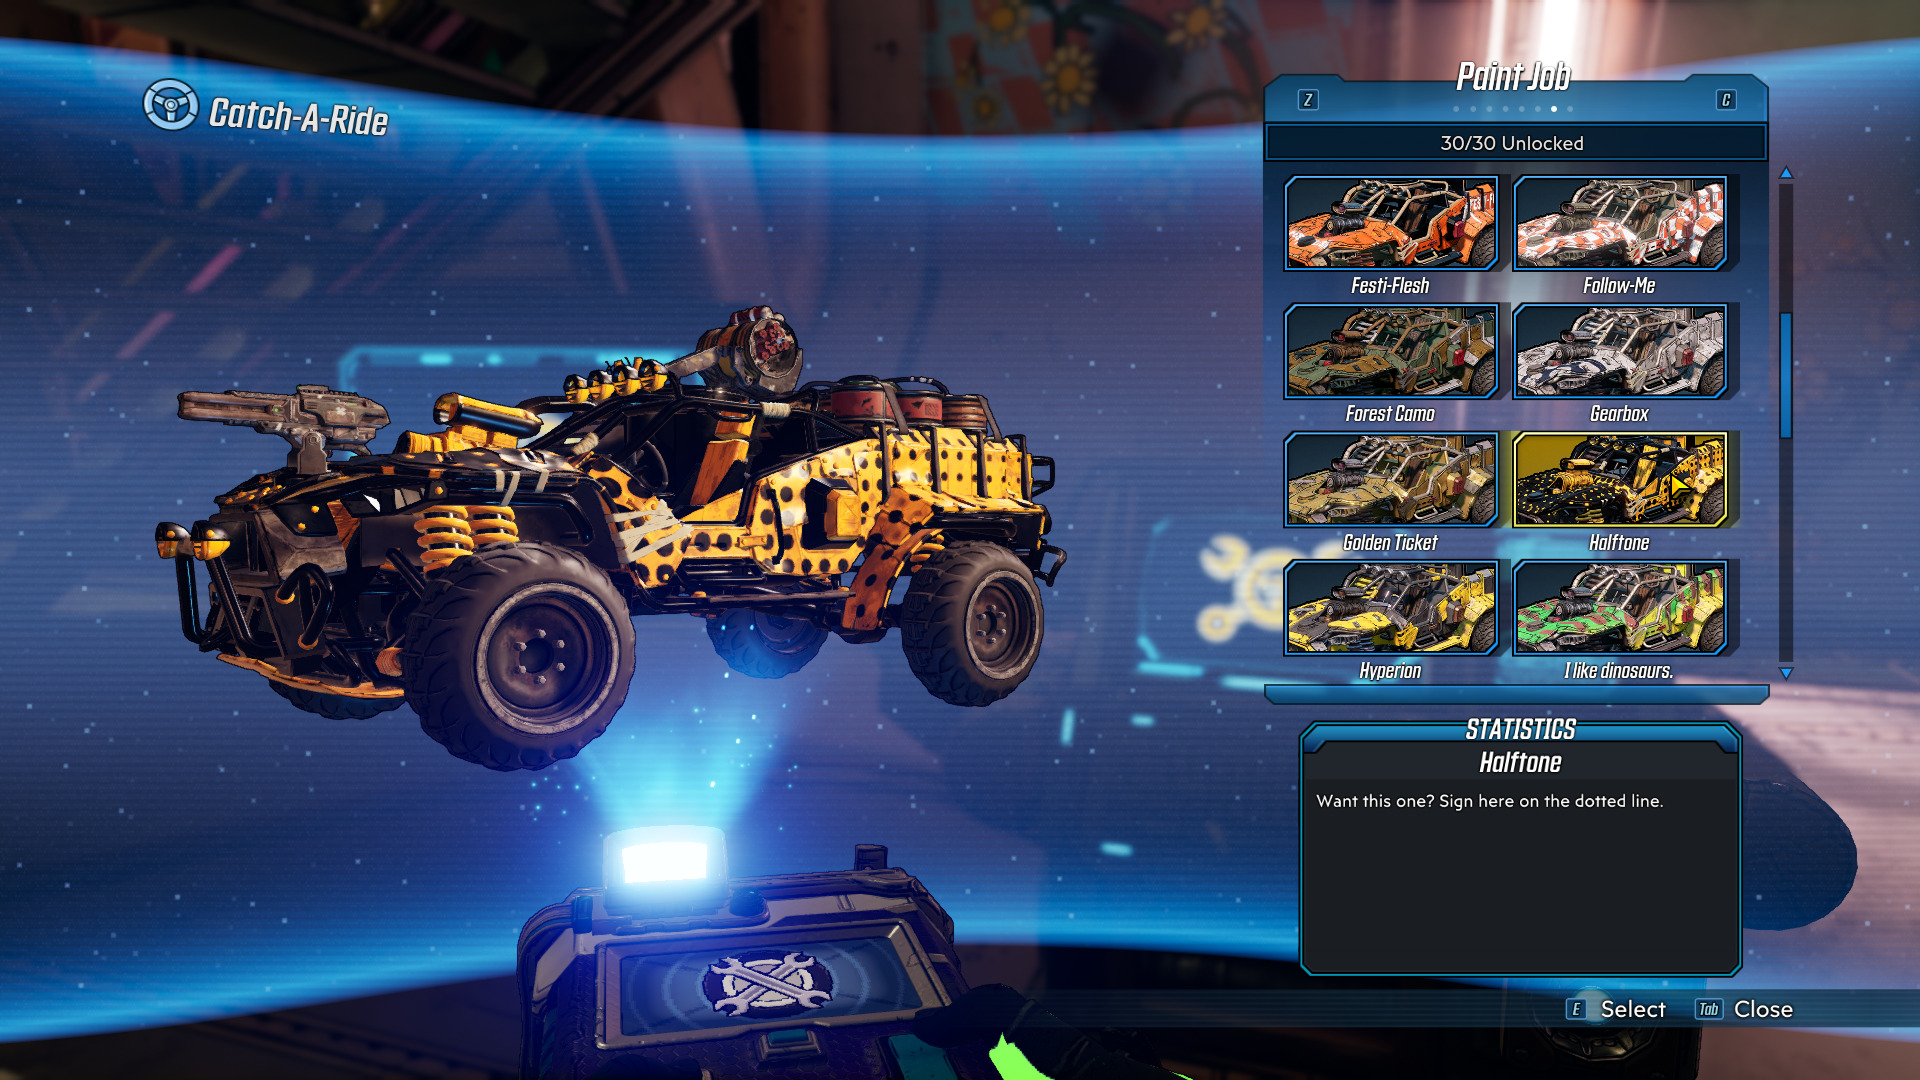 Catch-A-Ride
Paint Job
Z
C
30/30 Unlocked
Festi-Flesh
Follow-Me
Forest Camo
Gearbox
Golden Ticket
Halftone
Hyperion
I like dinosaurs.
STATISTICS
Halftone
Want this one? Sign here on the dotted line.
E Select Tab Close